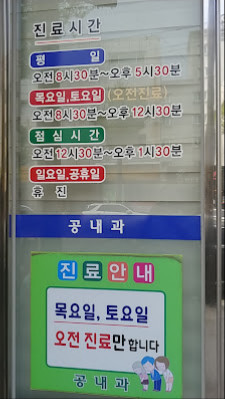 진료시간
평 일
오전8시30분~오후5시30분
목요일,토요일 (오전진료)
오전8시30분~오후12시30분
점심시간
오전12시30분~오후1시30분
일요일,공휴일
휴 진
공내과
진료안내
목요일, 토요일
오전 진료만합니다
공내과